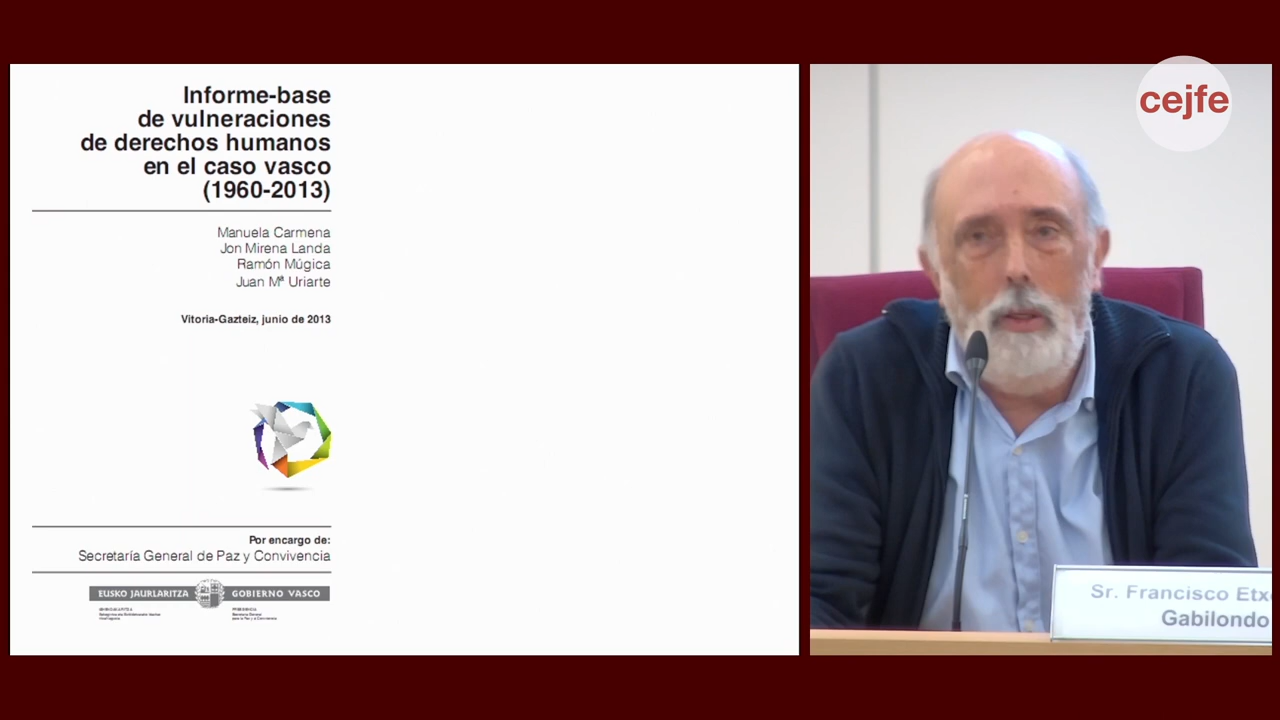 Informe-base
de vulneraciones
de derechos humanos
en el caso vasco
(1960-2013)
Manuela Carmena
Jon Mirena Landa
Ramón Múgica
Juan Mª Uriarte
Vitoria-Gazteiz, junio de 2013
Por encargo de:
Secretaría General de Paz y Convivencia
EUSKO JAURLARITZA
GOBIERNO VASCO
cejfe
Sr. Francisco Etx
Gabilondo